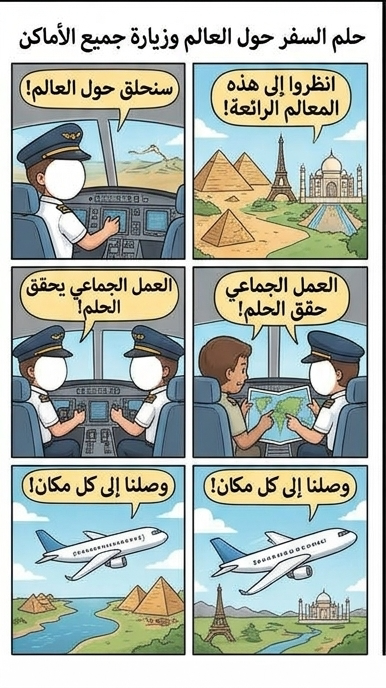 حلم السفر حول العالم وزيارة جميع الأماكن
انظروا إلى هذه
المعالم الرائعة!
سنحلق حول العالم!
العمل الجماعي
حقق الحلم!
العمل الجماعي يحقق
الحلم!
وصلنا إلى كل مكان!
وصلنا إلى كل مكان!